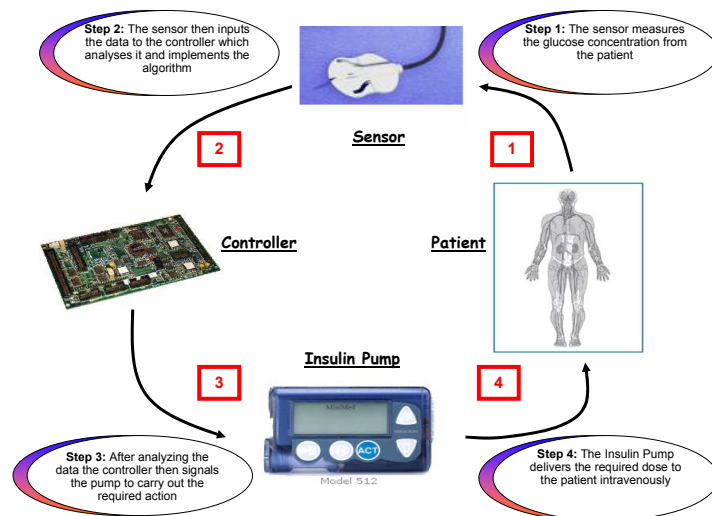 Step 2: The sensor then inputs
the data to the controller which
analyses it and implements the
algorithm
Step 1: The sensor measures
the glucose concentration from
the patient
Sensor
2
1
Controller
Patient
Insulin Pump
3
4
MiniMed
ACT
Model 512
Step 3: After analyzing the
data the controller then signals
the pump to carry out the
required action
Step 4: The Insulin Pump
delivers the required dose to
the patient intravenously